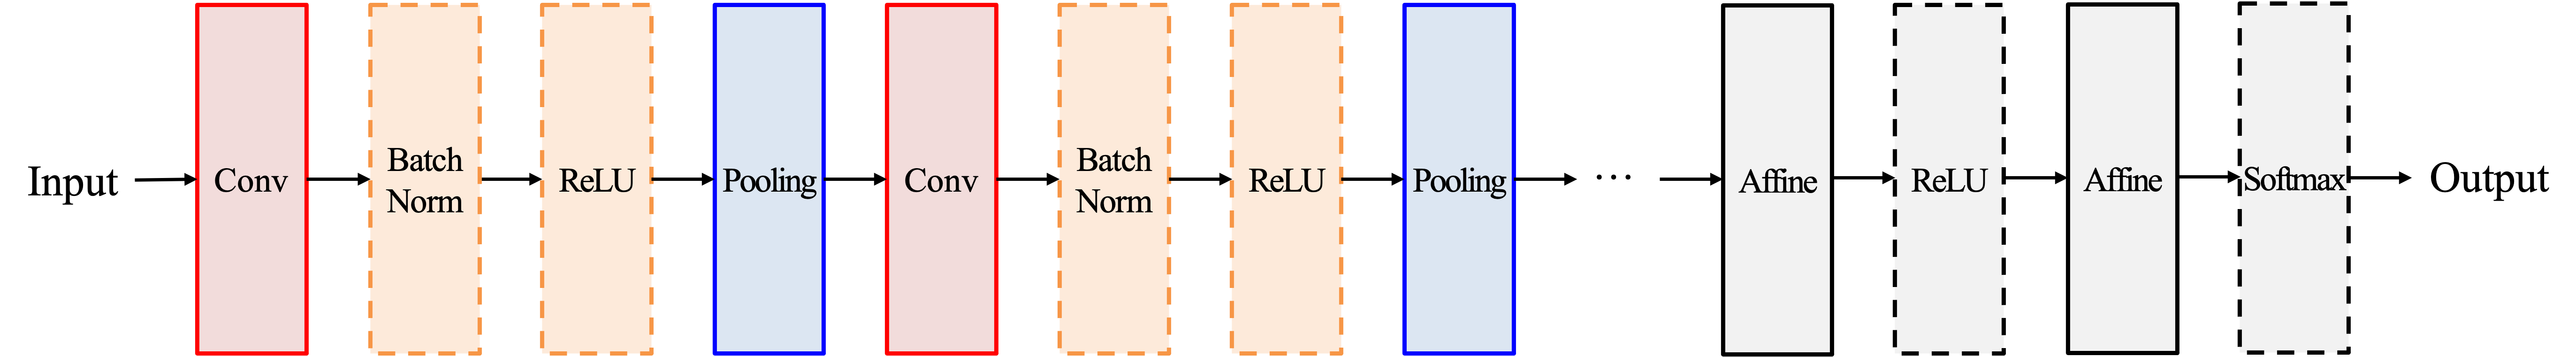 Input
Conv
Batch
Norm
ReLU
Pooling
Conv
Batch
Norm
ReLU
Pooling
···
Affine
ReLU
Affine
Softmax
Output